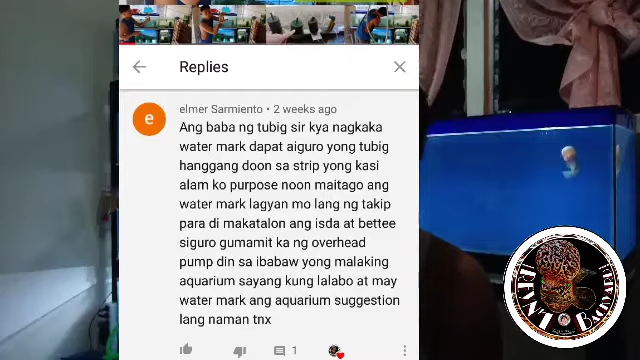 Replies
elmer Sarmiento • 2 weeks ago
e
Ang baba ng tubig sir kya nagkaka
water mark dapat aiguro yong tubig
hanggang doon sa strip yong kasi
alam ko purpose noon maitago ang
water mark lagyan mo lang ng takip
para di makatalon ang isda at bettee
siguro gumamit ka ng overhead
pump din sa ibabaw yong malaking
aquarium sayang kung lalabo at may
water mark ang aquarium suggestion
lang naman tnx
1